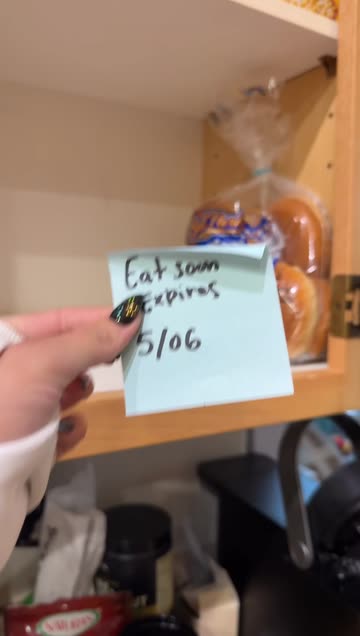 Eat soon
Expires
5/06